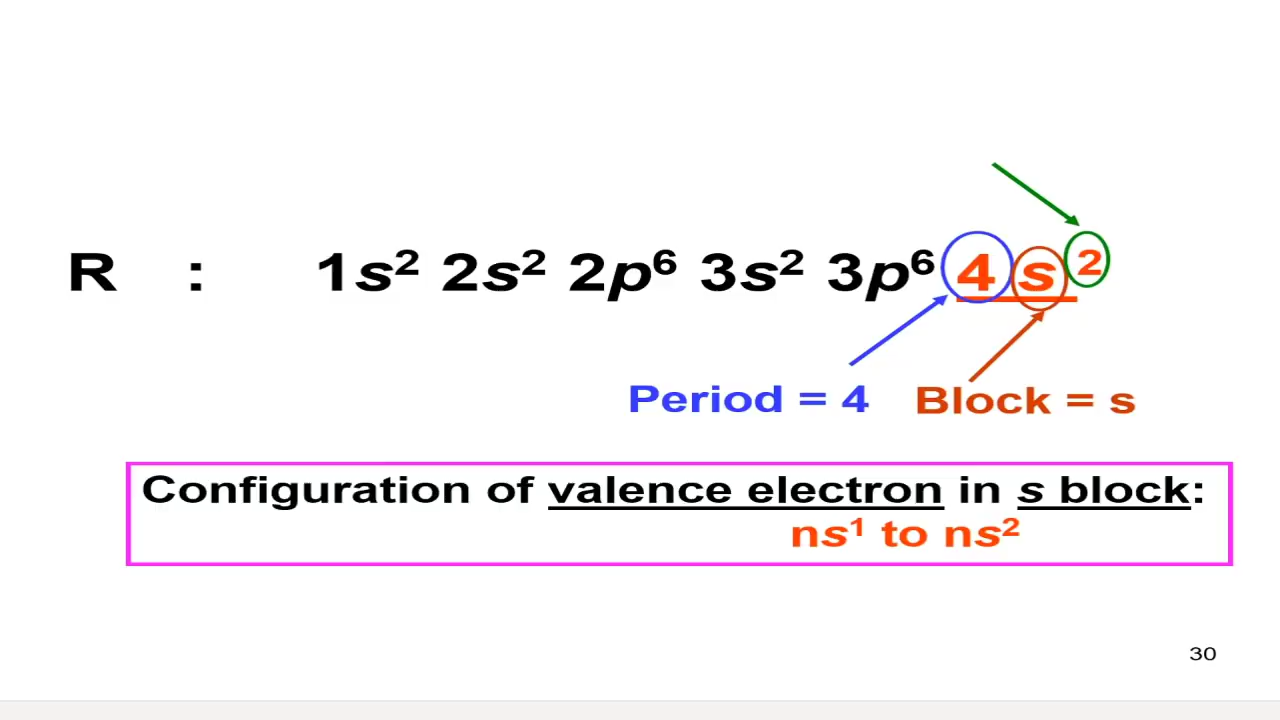 R : 1s² 2s² 2p⁶ 3s² 3p⁶ 4s²
Period = 4 Block = s
Configuration of valence electron in s block:
ns¹ to ns²
30